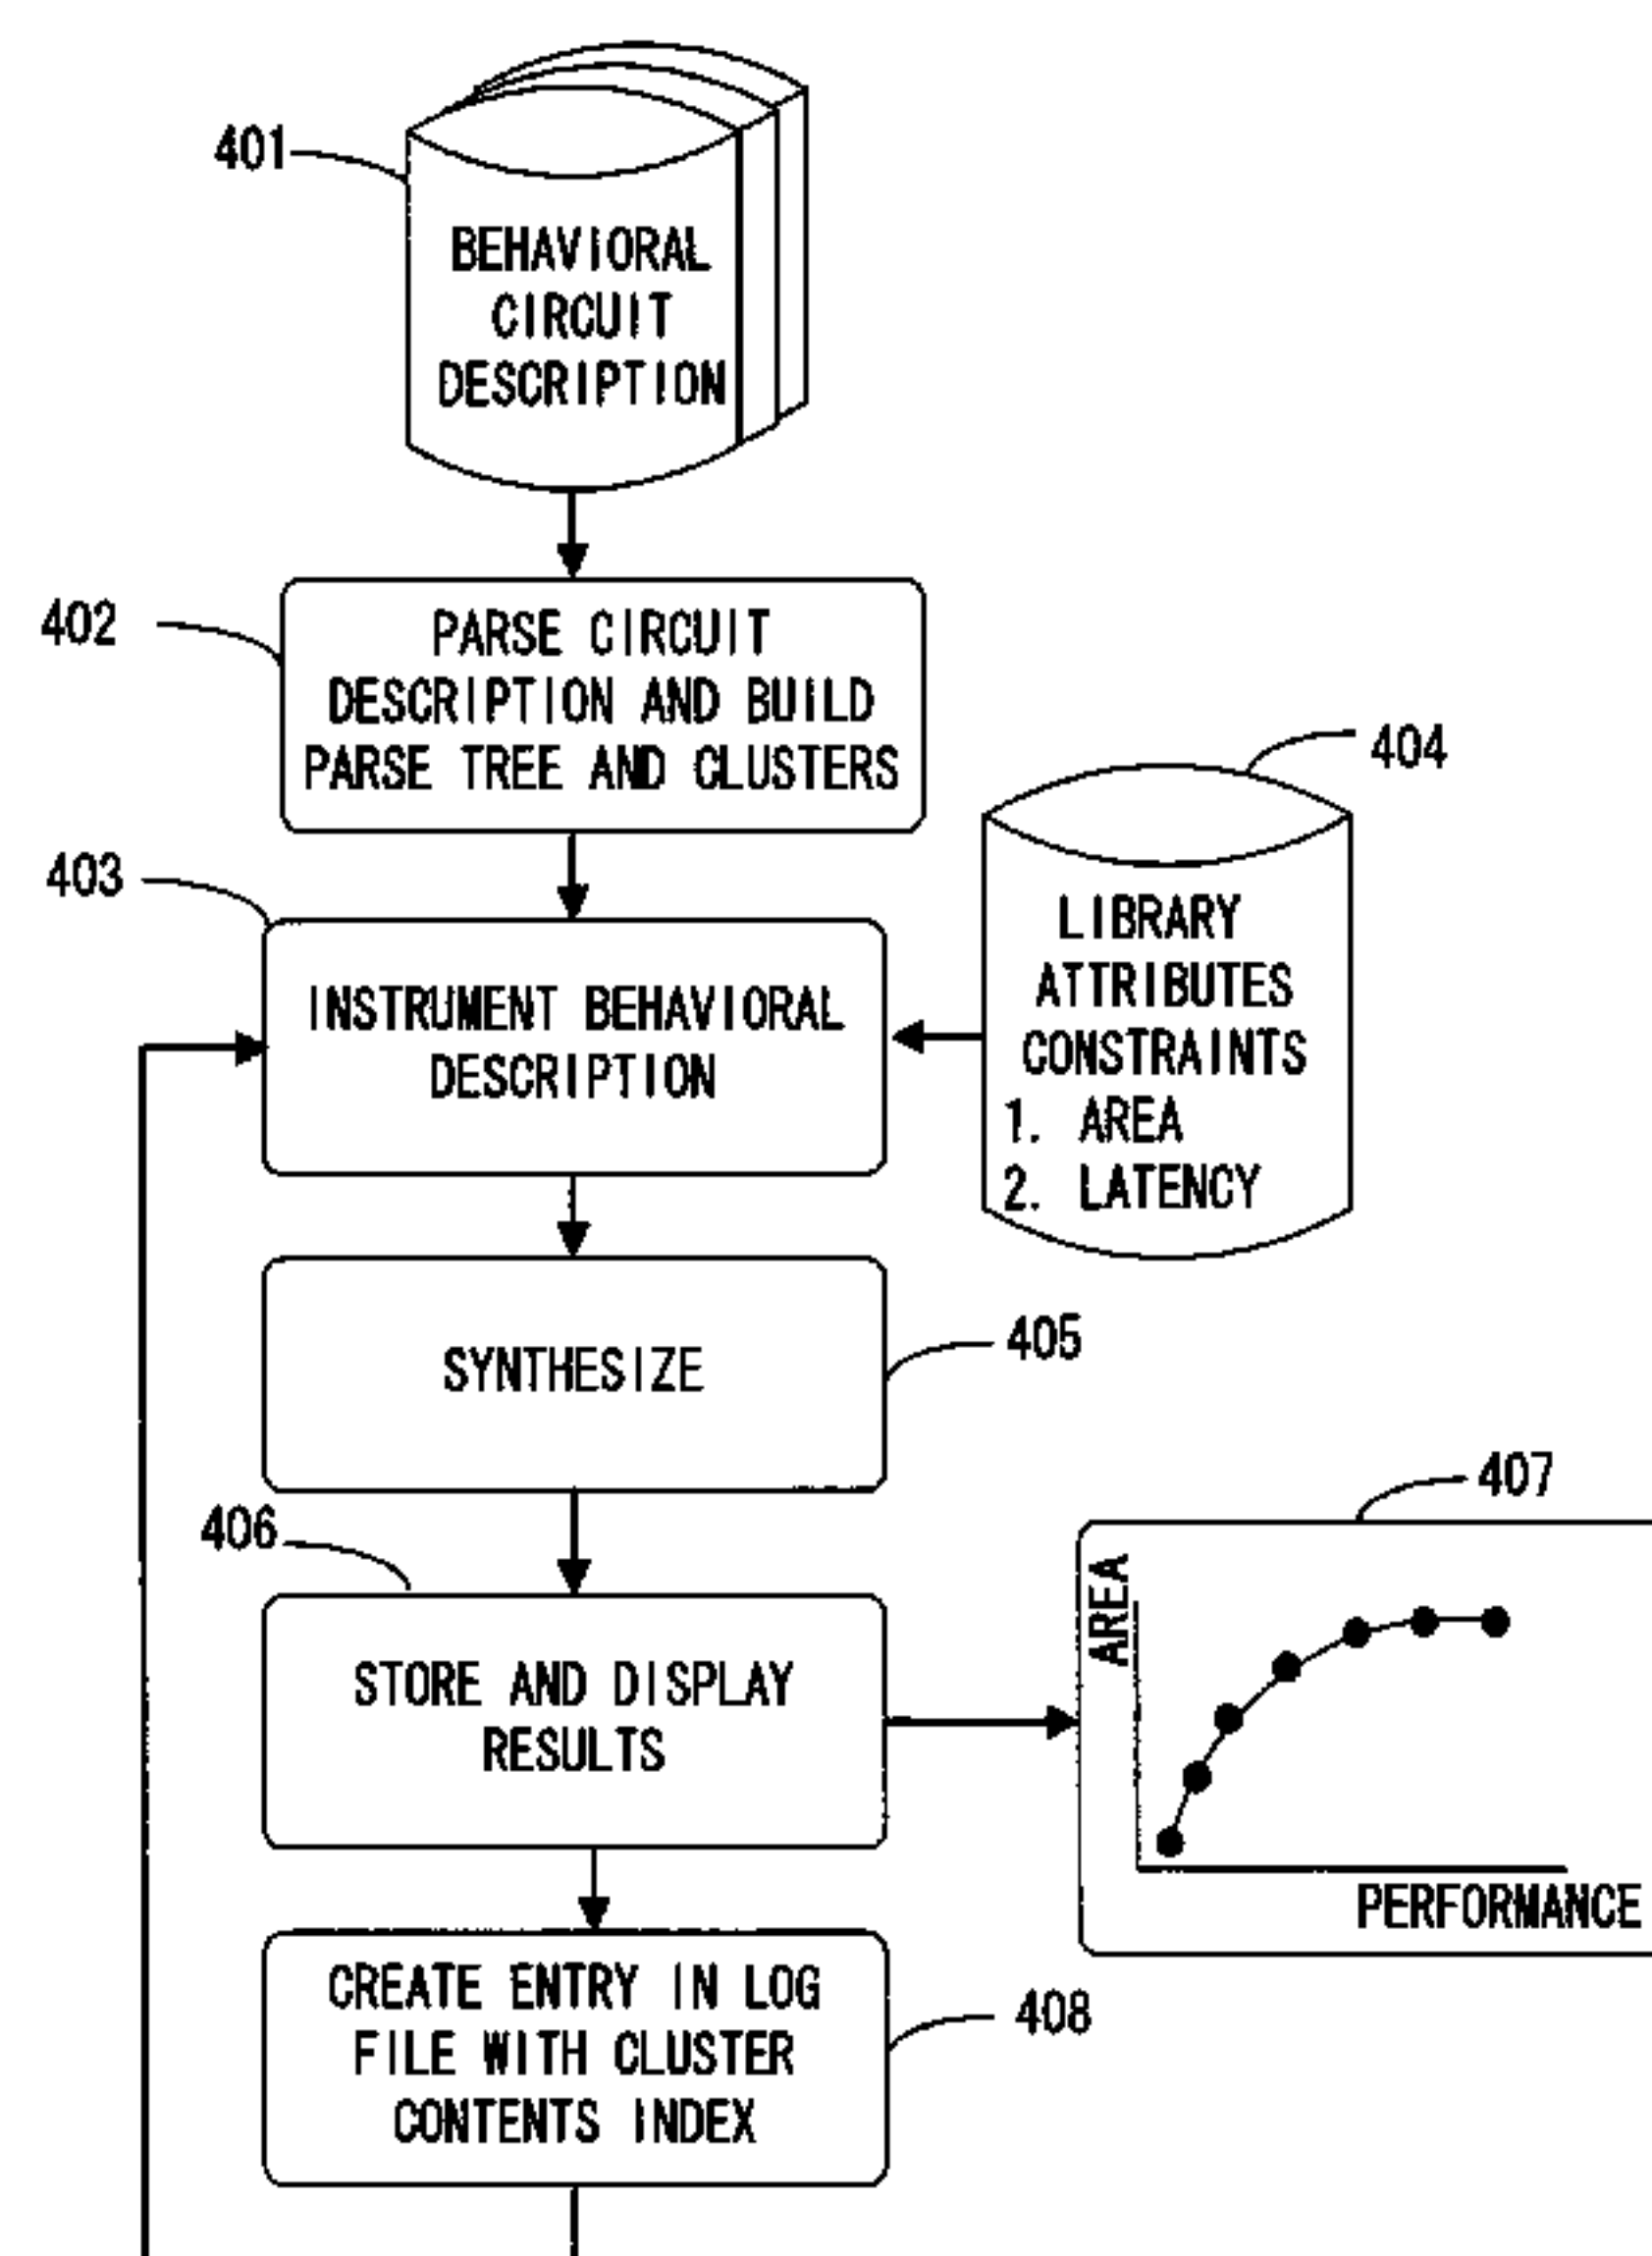 401
BEHAVIORAL
CIRCUIT
DESCRIPTION
402
PARSE CIRCUIT
DESCRIPTION AND BUILD
PARSE TREE AND CLUSTERS
404
403
LIBRARY
ATTRIBUTES
CONSTRAINTS
1. AREA
2. LATENCY
INSTRUMENT BEHAVIORAL
DESCRIPTION
405
SYNTHESIZE
407
406
AREA
STORE AND DISPLAY
RESULTS
PERFORMANCE
CREATE ENTRY IN LOG
FILE WITH CLUSTER
CONTENTS INDEX
408